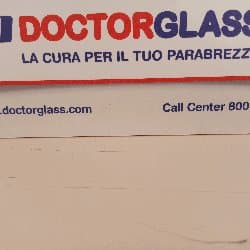 DOCTORGLASS
LA CURA PER IL TUO PARABREZZ
.doctorglass.com Call Center 800